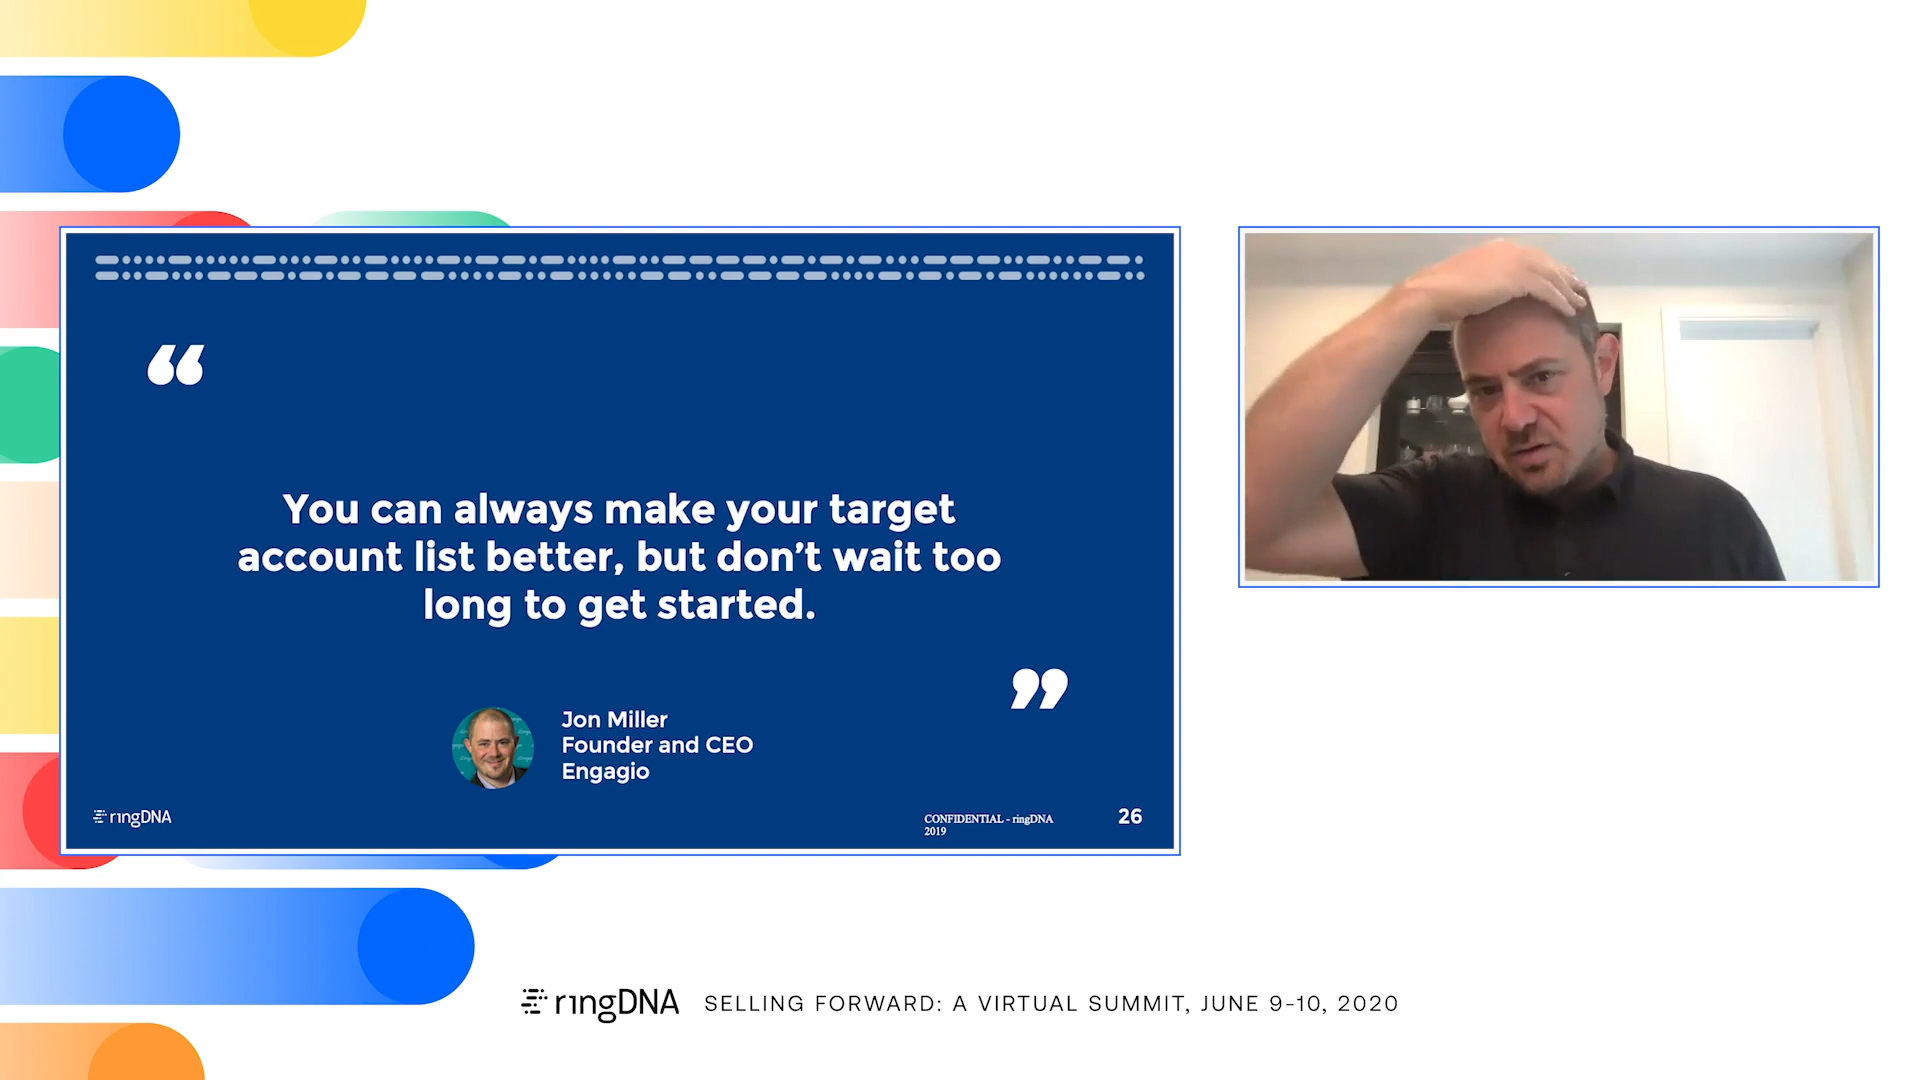 “
You can always make your target
account list better, but don’t wait too
long to get started.
”
Jon Miller
Founder and CEO
Engagio
ringDNA
CONFIDENTIAL - ringDNA
2019
26
ringDNA SELLING FORWARD: A VIRTUAL SUMMIT, JUNE 9-10, 2020